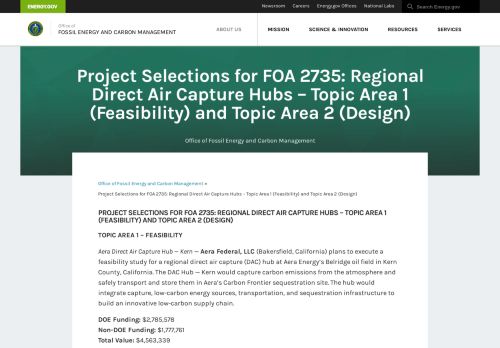 ENERGY.GOV
Newsroom Careers Energy.gov Offices National Labs Search Energy.gov
Office of
FOSSIL ENERGY AND CARBON MANAGEMENT
ABOUT US MISSION SCIENCE & INNOVATION RESOURCES SERVICES
Project Selections for FOA 2735: Regional
Direct Air Capture Hubs – Topic Area 1
(Feasibility) and Topic Area 2 (Design)
Office of Fossil Energy and Carbon Management
Office of Fossil Energy and Carbon Management »
Project Selections for FOA 2735: Regional Direct Air Capture Hubs – Topic Area 1 (Feasibility) and Topic Area 2 (Design)
PROJECT SELECTIONS FOR FOA 2735: REGIONAL DIRECT AIR CAPTURE HUBS – TOPIC AREA 1
(FEASIBILITY) AND TOPIC AREA 2 (DESIGN)
TOPIC AREA 1 – FEASIBILITY
Aera Direct Air Capture Hub — Kern — Aera Federal, LLC (Bakersfield, California) plans to execute a
feasibility study for a regional direct air capture (DAC) hub at Aera Energy's Belridge oil field in Kern
County, California. The DAC Hub — Kern would capture carbon emissions from the atmosphere and
safely transport and store them in Aera's Carbon Frontier sequestration site. The hub would
integrate capture, low-carbon energy sources, transportation, and sequestration infrastructure to
build an innovative low-carbon supply chain.
DOE Funding: $2,785,578
Non-DOE Funding: $1,777,761
Total Value: $4,563,339